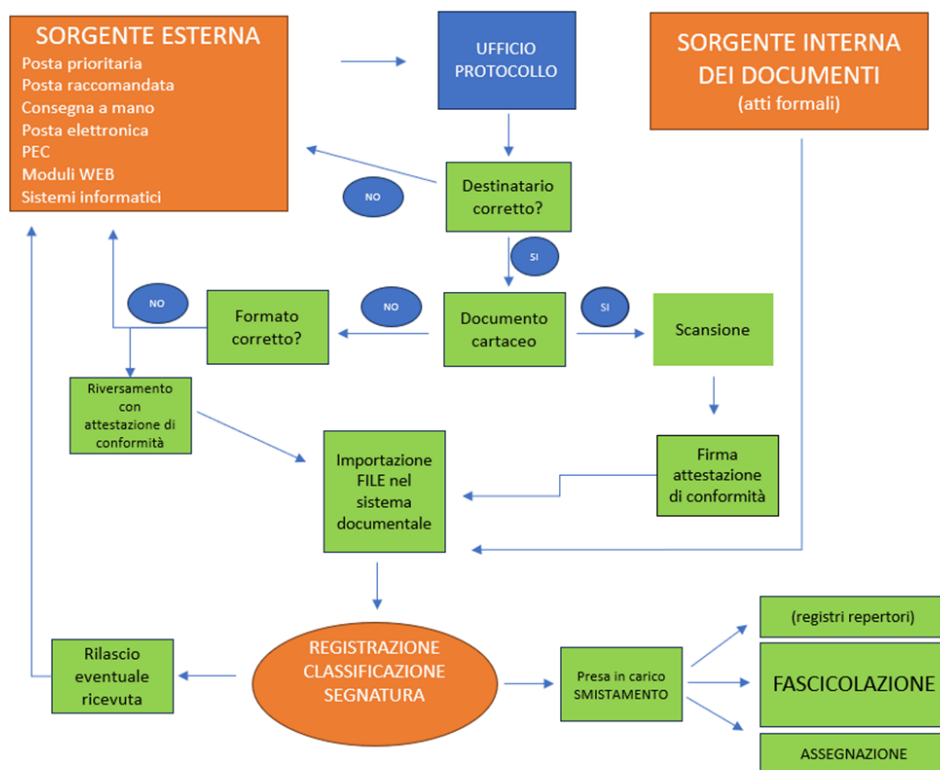 SORGENTE ESTERNA
Posta prioritaria
Posta raccomandata
Consegna a mano
Posta elettronica
PEC
Moduli WEB
Sistemi informatici
UFFICIO
PROTOCOLLO
SORGENTE INTERNA
DEI DOCUMENTI
(atti formali)
NO
Destinatario
corretto?
SI
NO
Formato
corretto?
NO
Documento
cartaceo
SI
Scansione
Riversamento
con
attestazione di
conformità
Importazione
FILE nel
sistema
documentale
Firma
attestazione
di conformità
Rilascio
eventuale
ricevuta
REGISTRAZIONE
CLASSIFICAZIONE
SEGNATURA
Presa in carico
SMISTAMENTO
(registri repertori)
FASCICOLAZIONE
ASSEGNAZIONE